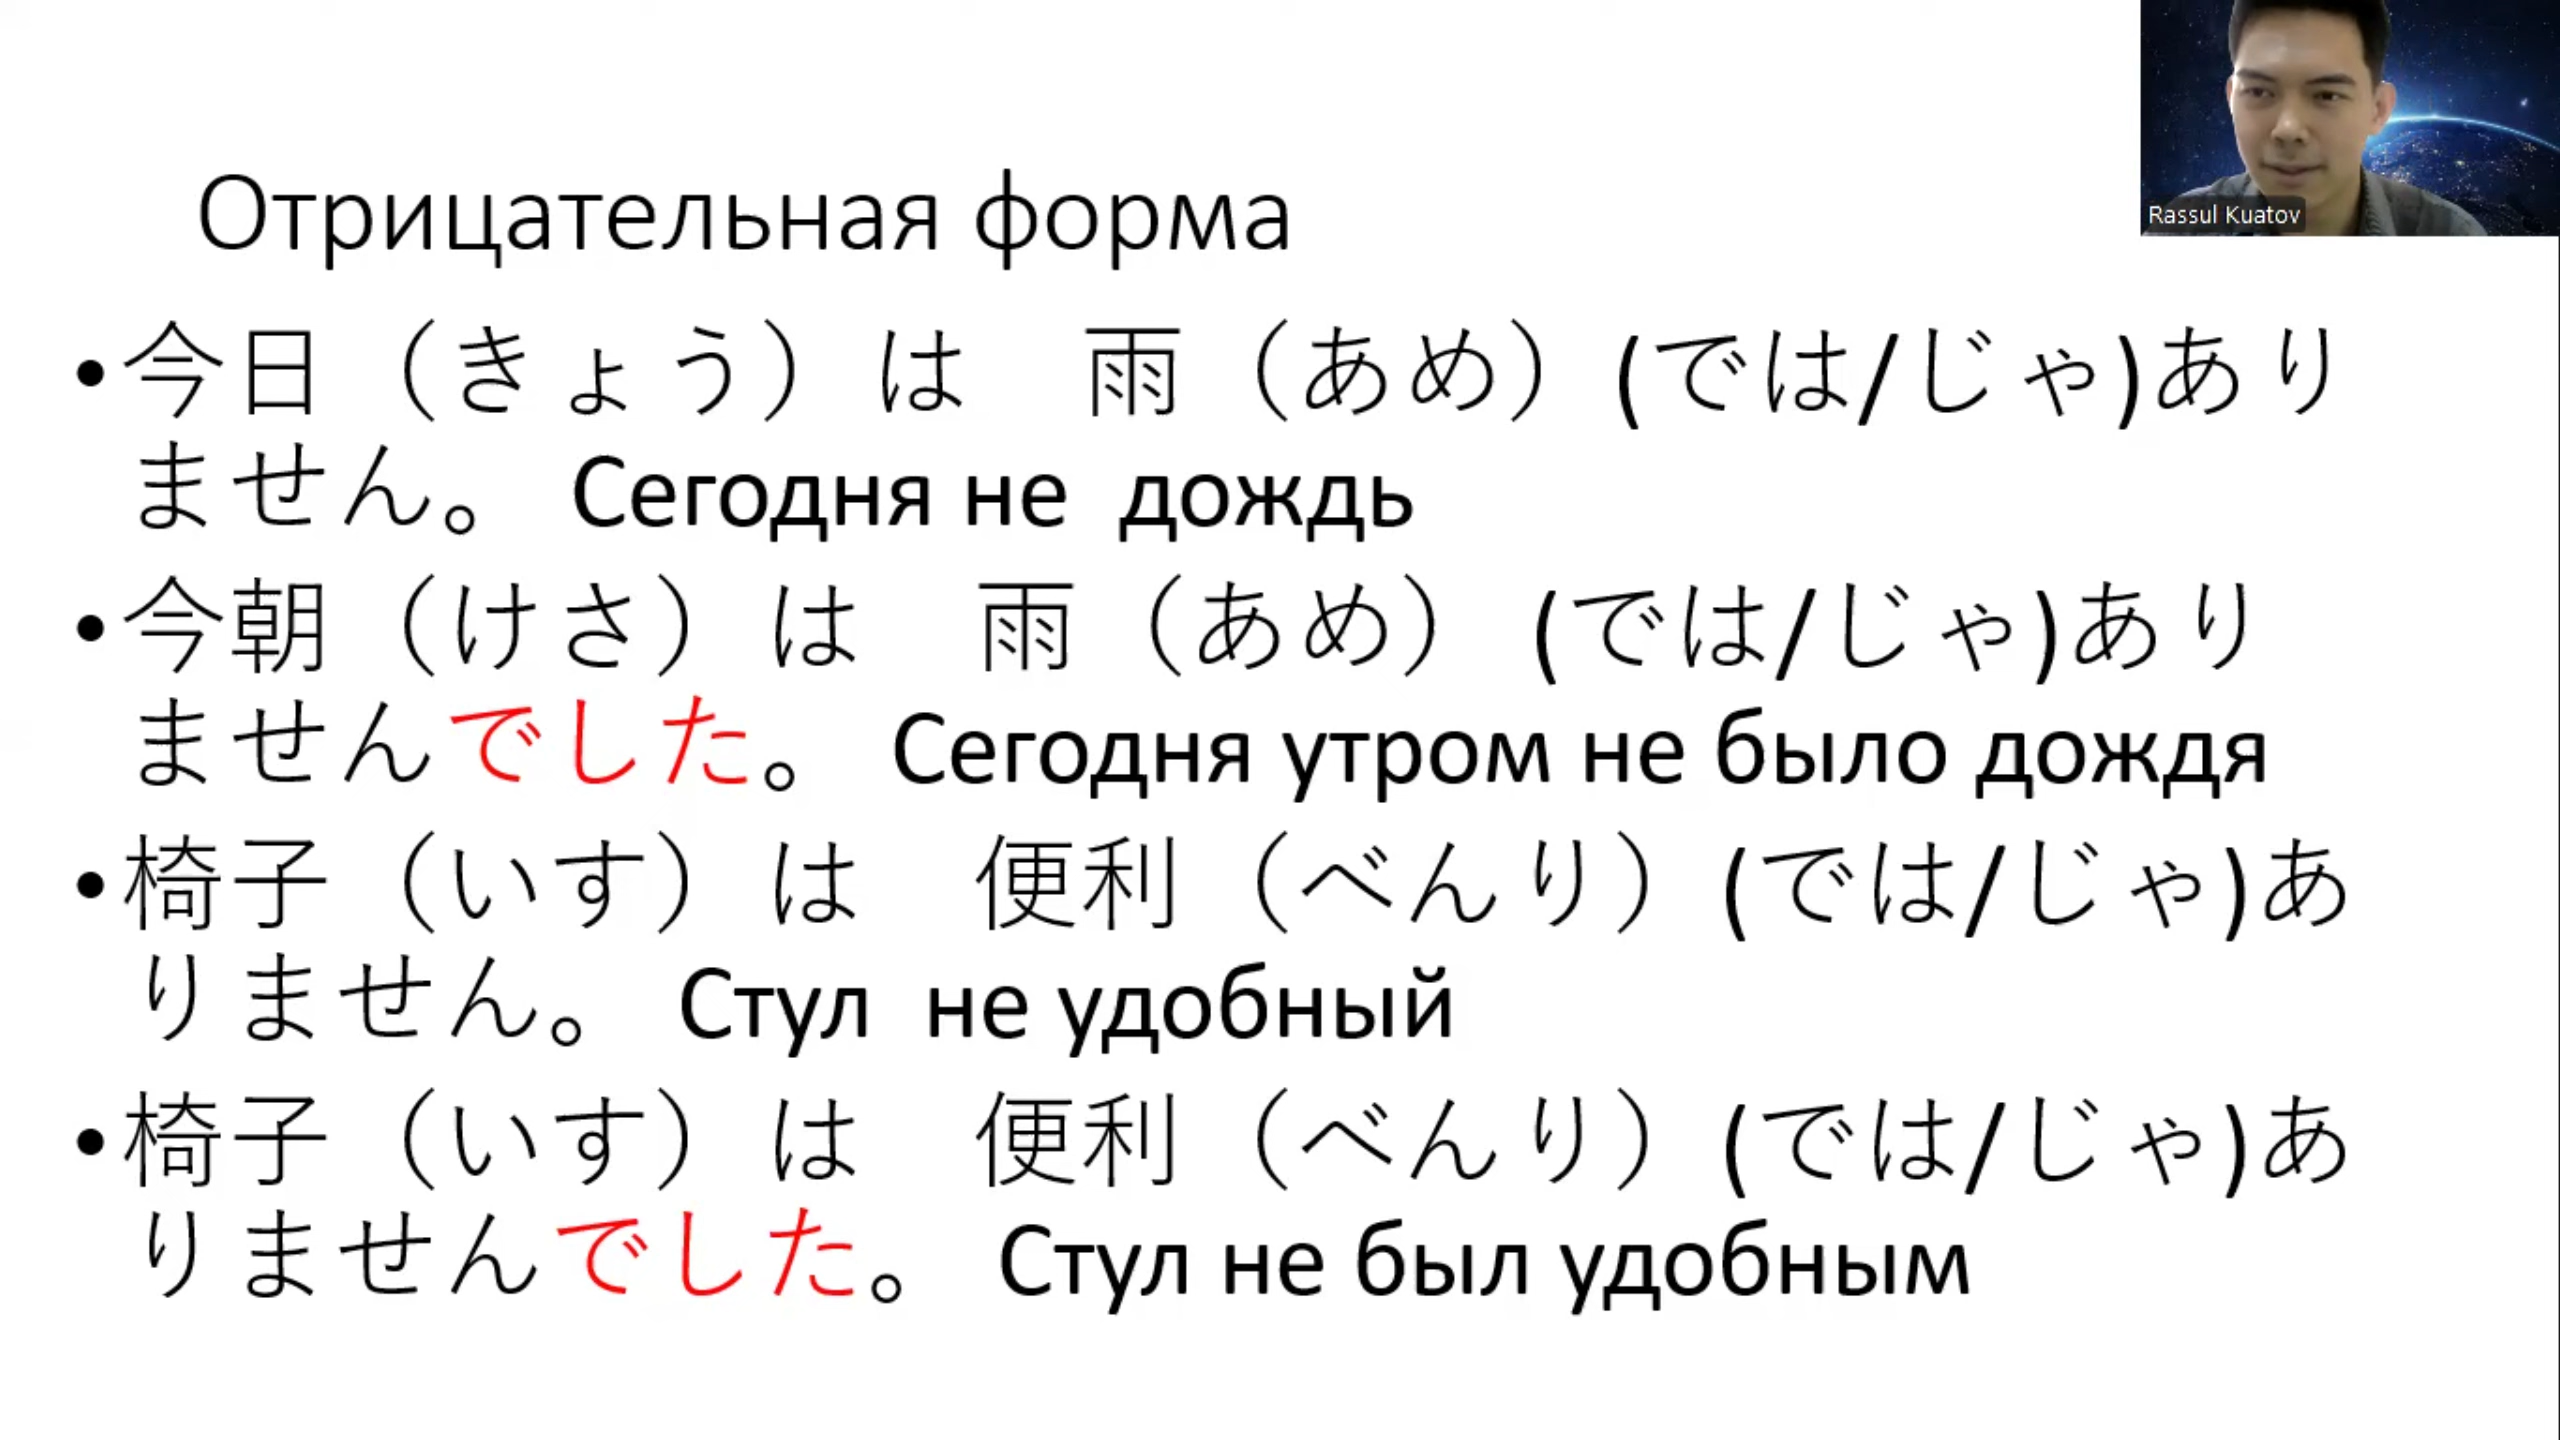 Rassul Kuatov
Отрицательная форма
•今日（きょう）は　雨（あめ）(では/じゃ)あり
ません。 Сегодня не  дождь
•今朝（けさ）は　雨（あめ） (では/じゃ)あり
ませんでした。 Сегодня утром не было дождя
•椅子（いす）は　便利（べんり）(では/じゃ)あ
りません。 Стул  не удобный
•椅子（いす）は　便利（べんり）(では/じゃ)あ
りませんでした。 Стул не был удобным